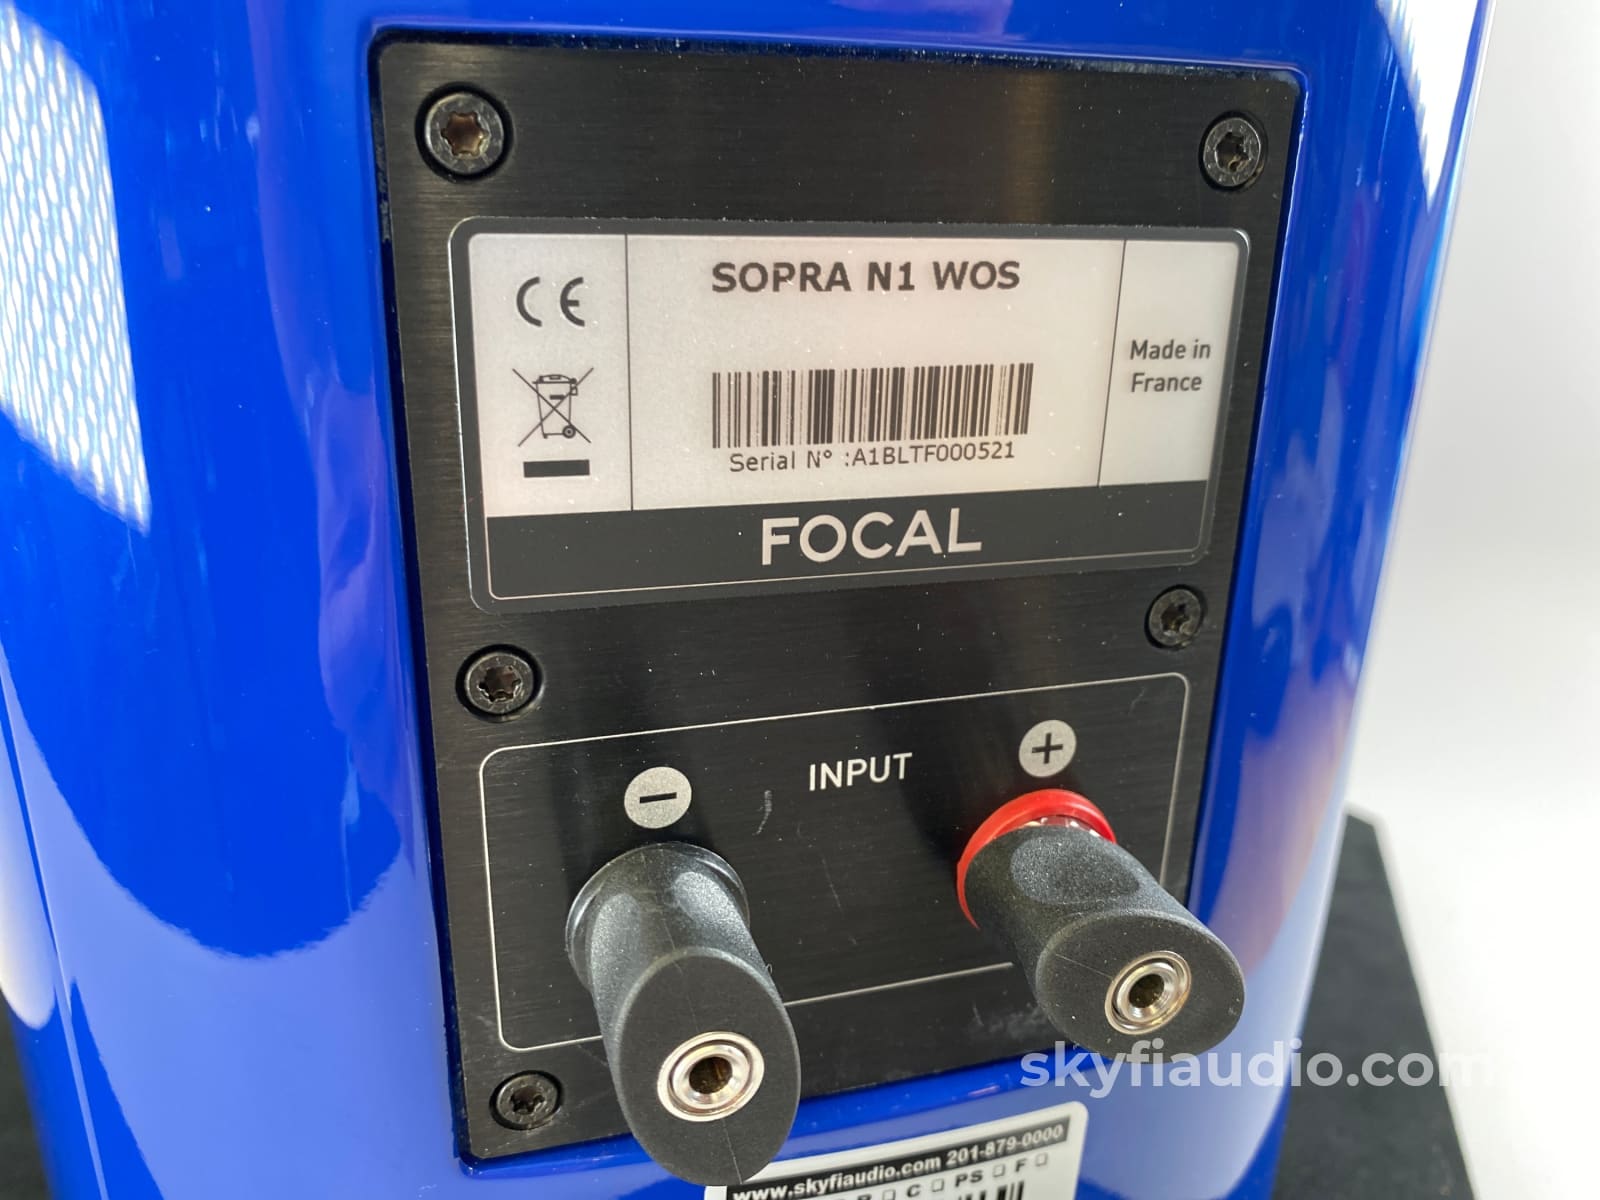 CE
SOPRA N1 WOS
Made in
France
Serial N° :A1BLTF000521
FOCAL
− INPUT +
skyfiaudio.com
www.skyfiaudio.com 201-879-0000
C PS F